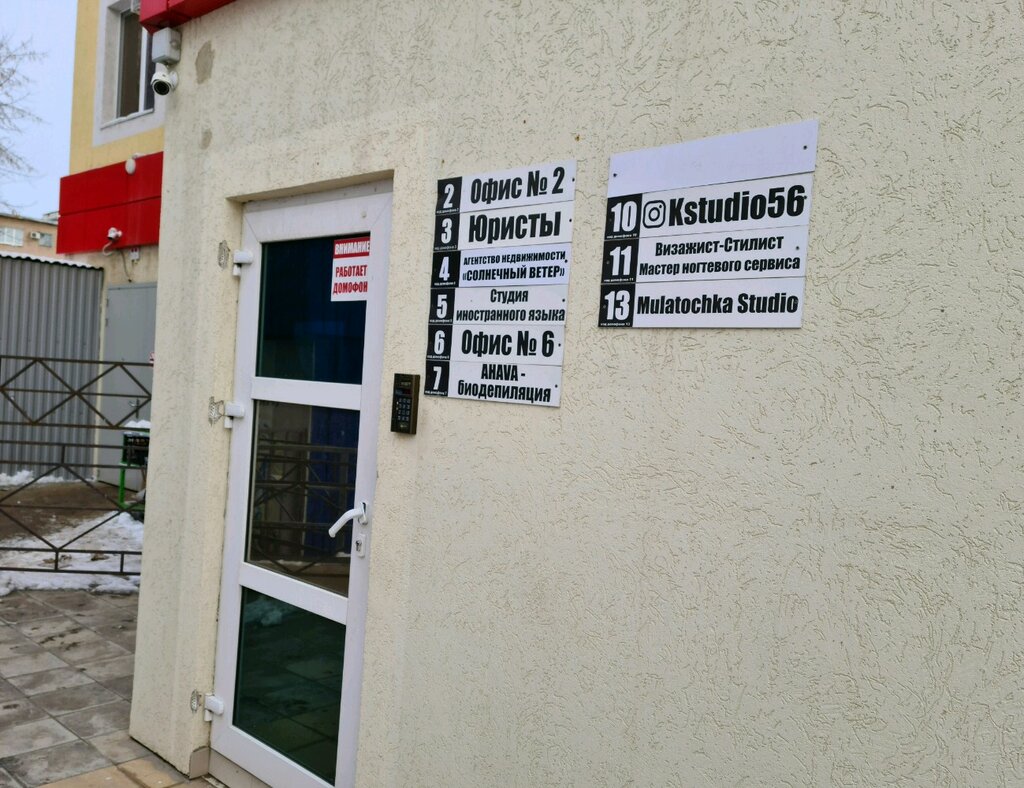 ВНИМАНИЕ
РАБОТАЕТ
ДОМОФОН
2 Офис № 2
3 Юристы
4 АГЕНТСТВО НЕДВИЖИМОСТИ
«СОЛНЕЧНЫЙ ВЕТЕР»
5 Студия
иностранного языка
6 Офис № 6
7 AHAVA -
биодепиляция
10 Kstudio56
11 Визажист-Стилист
Мастер ногтевого сервиса
13 Mulatochka Studio